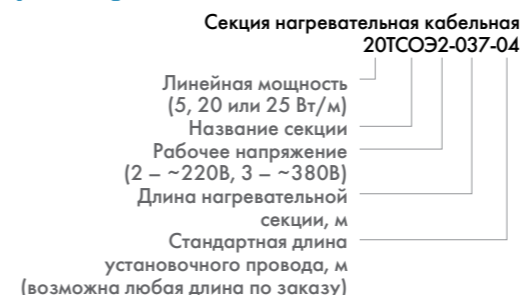 Секция нагревательная кабельная
20ТСОЭ2-037-04
Линейная мощность
(5, 20 или 25 Вт/м)
Название секции
Рабочее напряжение
(2 – ~220В, 3 – ~380В)
Длина нагревательной
секции, м
Стандартная длина
установочного провода, м
(возможна любая длина по заказу)